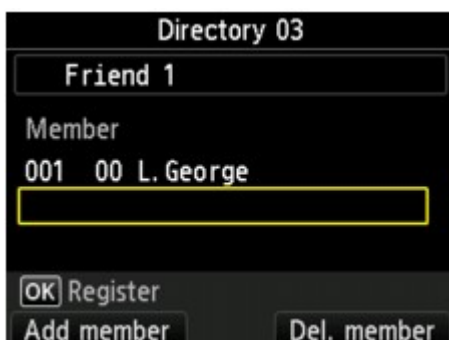 Directory 03
Friend 1
Member
001 00 L. George
OK Register
Add member Del. member